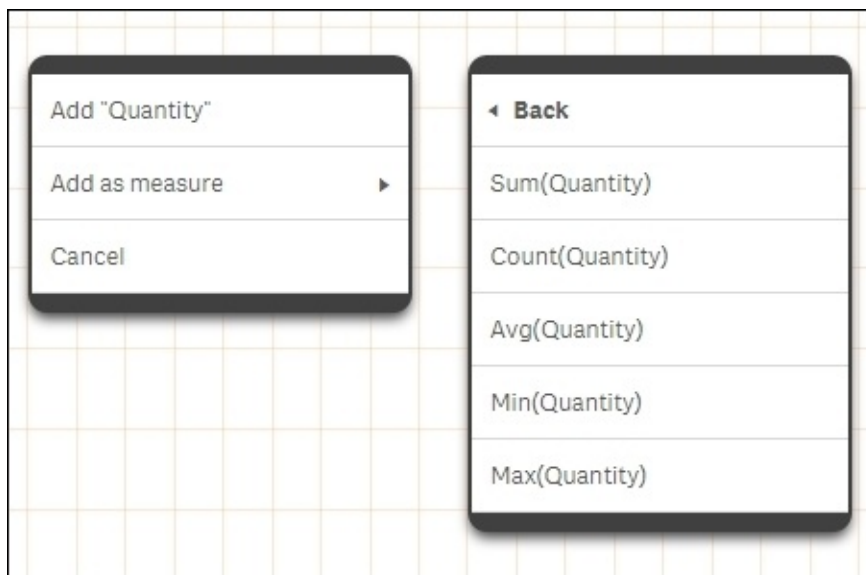 Add "Quantity"
Add as measure
Cancel
Back
Sum(Quantity)
Count(Quantity)
Avg(Quantity)
Min(Quantity)
Max(Quantity)